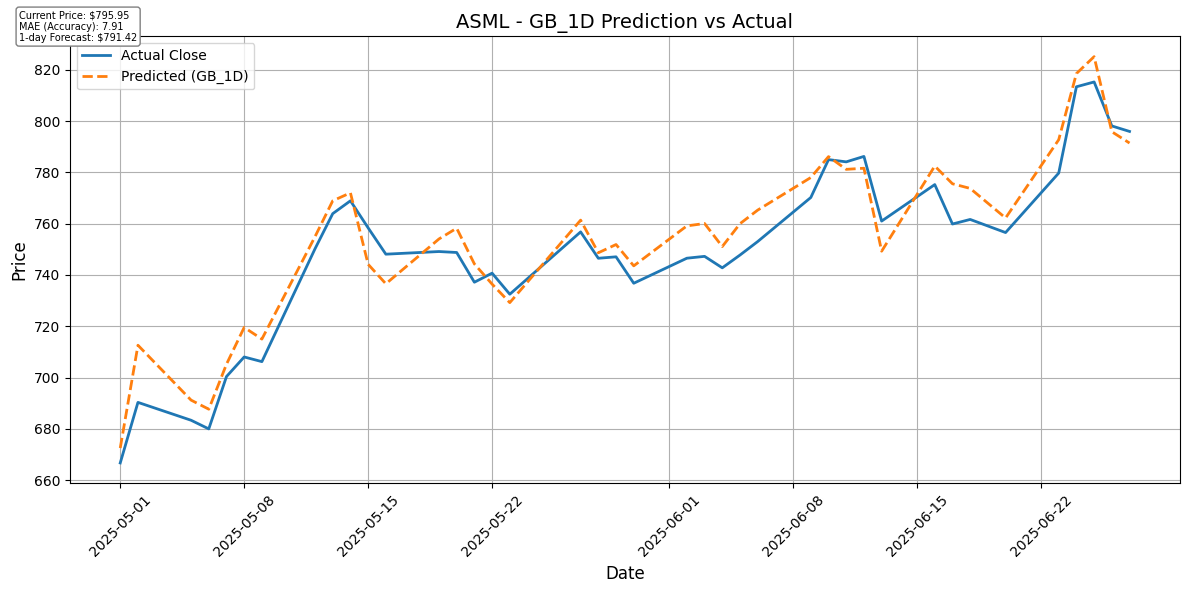 Current Price: $795.95
MAE (Accuracy): 7.91
1-day Forecast: $791.42
ASML - GB_1D Prediction vs Actual
Actual Close
Predicted (GB_1D)
Price
820
800
780
760
740
720
700
680
660
2025-05-01
2025-05-08
2025-05-15
2025-05-22
2025-06-01
2025-06-08
2025-06-15
2025-06-22
Date